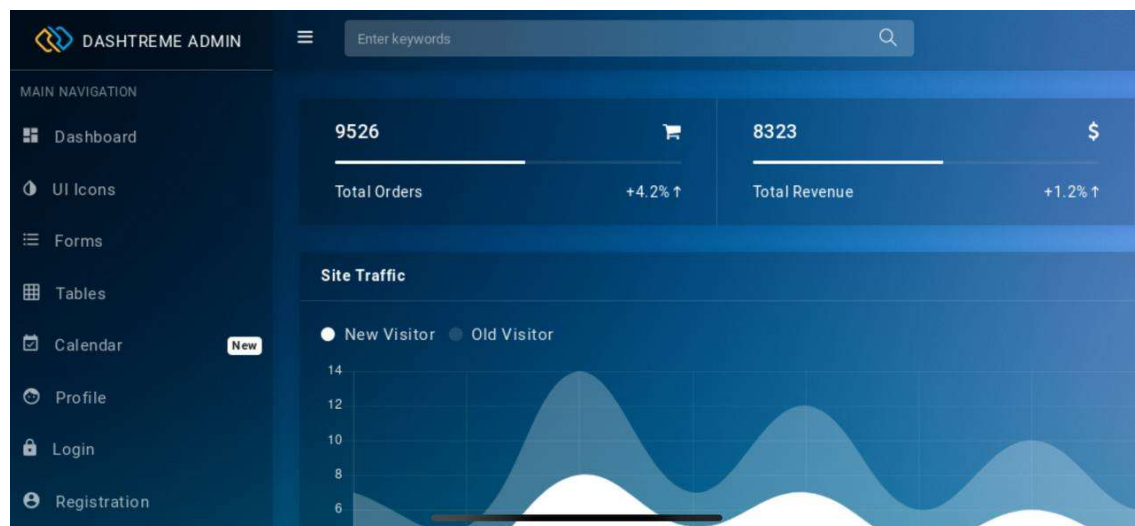 DASHTREME ADMIN
Enter keywords
MAIN NAVIGATION
Dashboard
UI Icons
Forms
Tables
Calendar New
Profile
Login
Registration
9526
Total Orders +4.2% ↑
8323 $
Total Revenue +1.2% ↑
Site Traffic
New Visitor Old Visitor
14
12
10
8
6